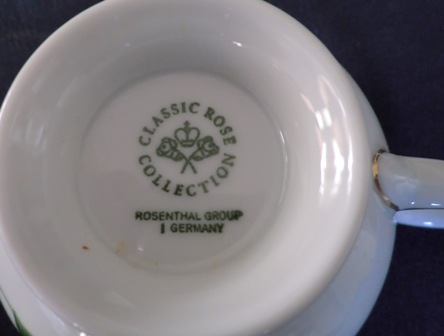 CLASSIC ROSE
COLLECTION
ROSENTHAL GROUP
I GERMANY